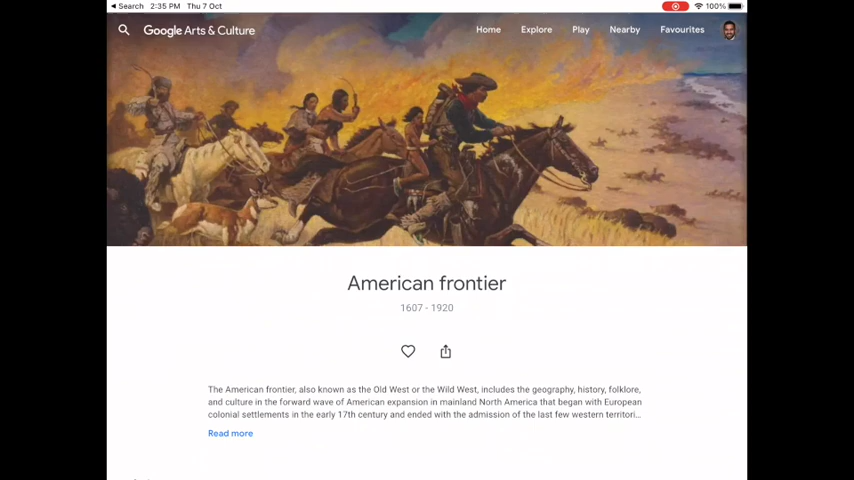 Search 2:35 PM Thu 7 Oct 100%
Google Arts & Culture Home Explore Play Nearby Favourites
American frontier
1607 - 1920
The American frontier, also known as the Old West or the Wild West, includes the geography, history, folklore,
and culture in the forward wave of American expansion in mainland North America that began with European
colonial settlements in the early 17th century and ended with the admission of the last few western territori...
Read more